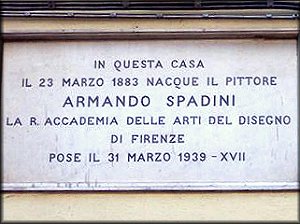 IN QUESTA CASA
IL 23 MARZO 1883 NACQUE IL PITTORE
ARMANDO SPADINI
LA R. ACCADEMIA DELLE ARTI DEL DISEGNO
DI FIRENZE
POSE IL 31 MARZO 1939 - XVII